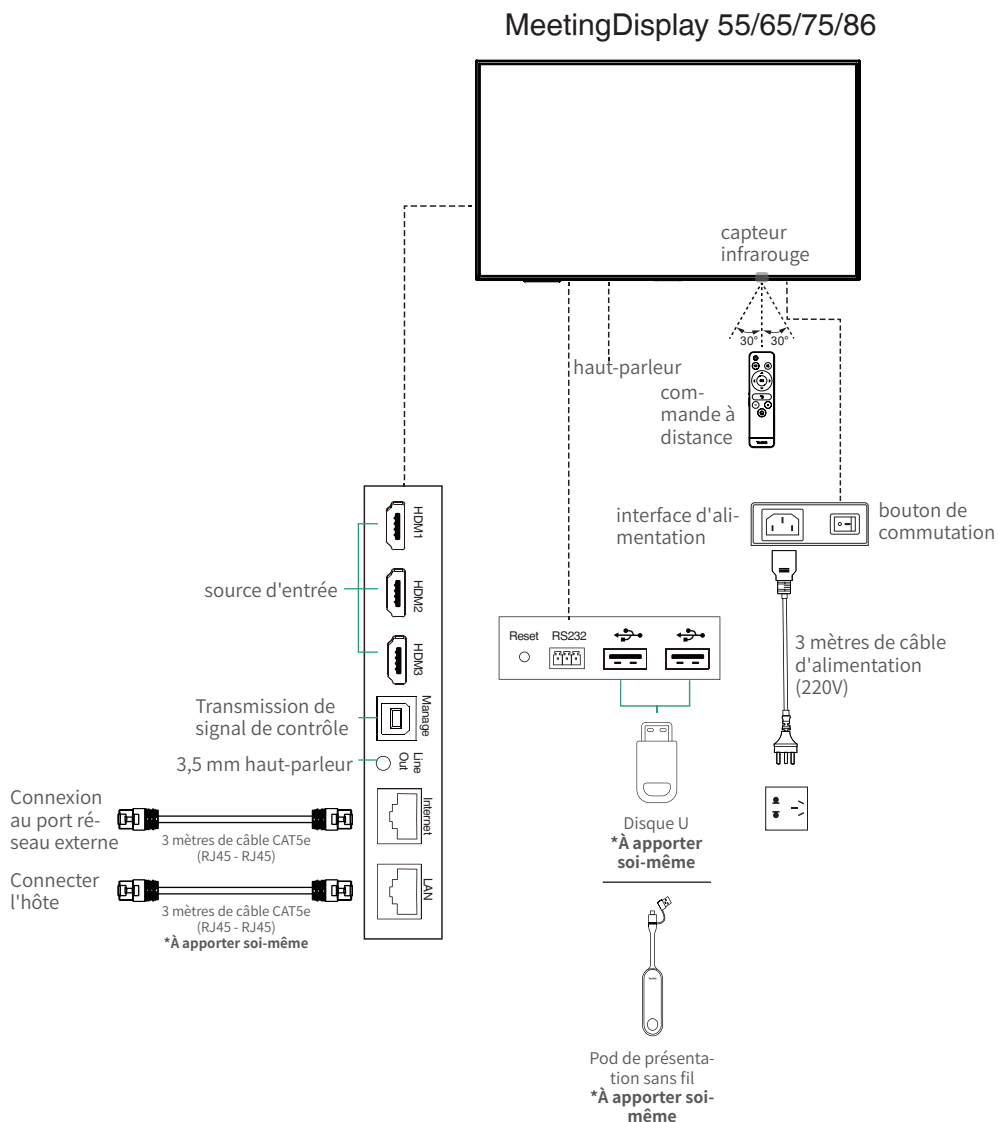 MeetingDisplay 55/65/75/86
capteur
infrarouge
30°
30°
haut-parleur
com-
mande à
distance
interface d'ali-
mentation
bouton de
commutation
3 mètres de câble
d'alimentation
(220V)
HDMI1
HDMI2
HDMI3
source d'entrée
Manage
Transmission de
signal de contrôle
Line
Out
3,5 mm haut-parleur
Internet
Connexion
au port ré-
seau externe
3 mètres de câble CAT5e
(RJ45 - RJ45)
LAN
Connecter
l'hôte
3 mètres de câble CAT5e
(RJ45 - RJ45)
*À apporter soi-même
Reset
RS232
Disque U
*À apporter
soi-même
Pod de présenta-
tion sans fil
*À apporter soi-
même